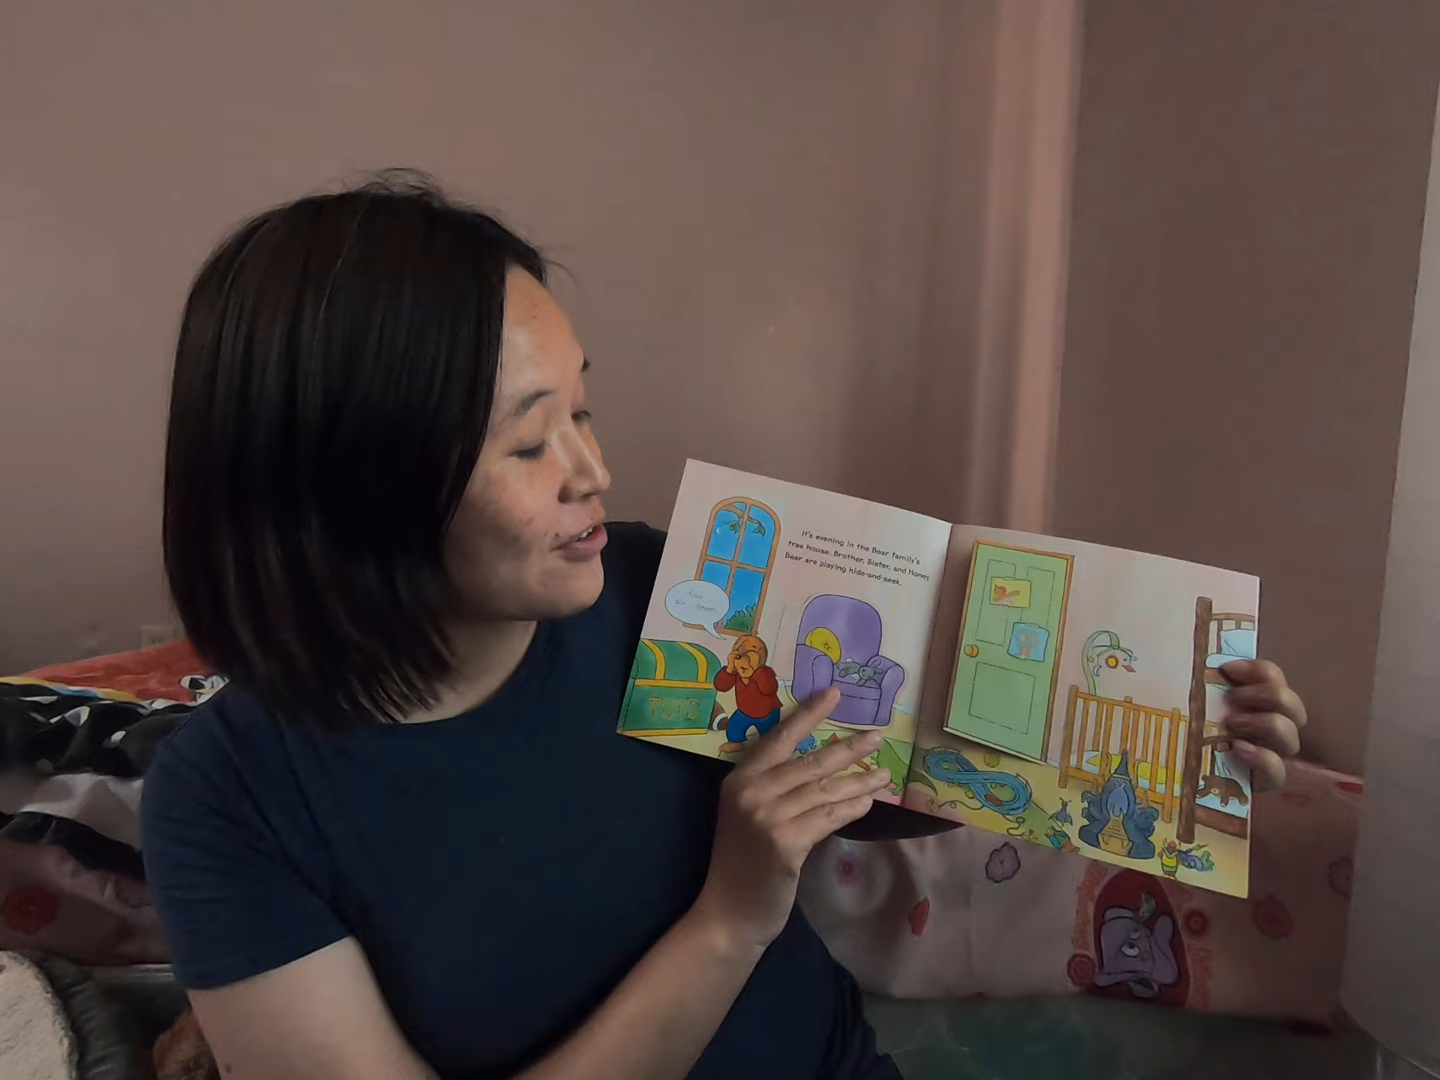 It's evening in the Bear family's
tree house. Brother, Sister, and Honey
Bear are playing hide-and-seek.
TOYS